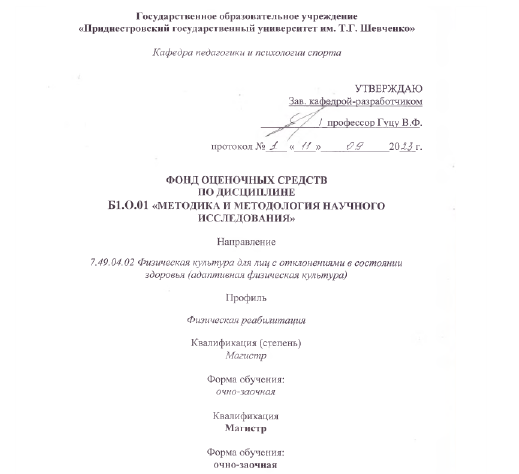 Государственное образовательное учреждение
«Приднестровский государственный университет им. Т.Г. Шевченко»
Кафедра педагогики и психологии спорта
УТВЕРЖДАЮ
Зав. кафедрой-разработчиком
/ профессор Гуцу В.Ф.
протокол № 1 « 11 » 09 2023 г.
ФОНД ОЦЕНОЧНЫХ СРЕДСТВ
ПО ДИСЦИПЛИНЕ
Б1.О.01 «МЕТОДИКА И МЕТОДОЛОГИЯ НАУЧНОГО
ИССЛЕДОВАНИЯ»
Направление
7.49.04.02 Физическая культура для лиц с отклонениями в состоянии
здоровья (адаптивная физическая культура)
Профиль
Физическая реабилитация
Квалификация (степень)
Магистр
Форма обучения:
очно-заочная
Квалификация
Магистр
Форма обучения:
очно-заочная